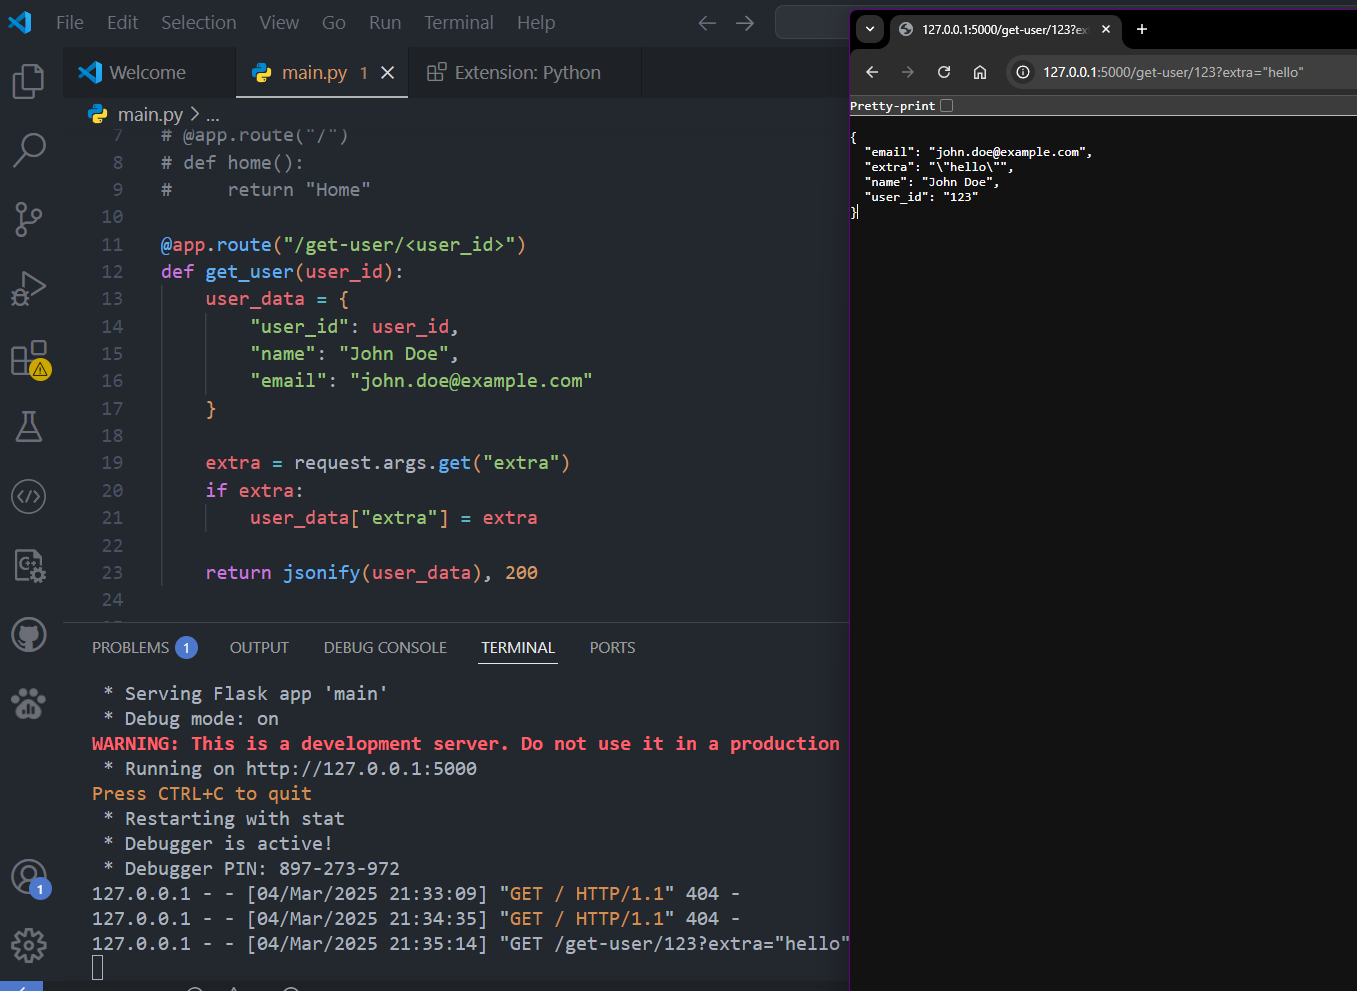 File Edit Selection View Go Run Terminal Help
Welcome main.py 1 Extension: Python
main.py > ...
7 # @app.route("/")
8 # def home():
9 #     return "Home"
10
11 @app.route("/get-user/<user_id>")
12 def get_user(user_id):
13     user_data = {
14         "user_id": user_id,
15         "name": "John Doe",
16         "email": "john.doe@example.com"
17     }
18
19     extra = request.args.get("extra")
20     if extra:
21         user_data["extra"] = extra
22
23     return jsonify(user_data), 200
24
PROBLEMS 1 OUTPUT DEBUG CONSOLE TERMINAL PORTS
* Serving Flask app 'main'
* Debug mode: on
WARNING: This is a development server. Do not use it in a production
* Running on http://127.0.0.1:5000
Press CTRL+C to quit
* Restarting with stat
* Debugger is active!
* Debugger PIN: 897-273-972
127.0.0.1 - - [04/Mar/2025 21:33:09] "GET / HTTP/1.1" 404 -
127.0.0.1 - - [04/Mar/2025 21:34:35] "GET / HTTP/1.1" 404 -
127.0.0.1 - - [04/Mar/2025 21:35:14] "GET /get-user/123?extra="hello"
1
127.0.0.1:5000/get-user/123?ex
127.0.0.1:5000/get-user/123?extra="hello"
Pretty-print
{
  "email": "john.doe@example.com",
  "extra": "\"hello\"",
  "name": "John Doe",
  "user_id": "123"
}